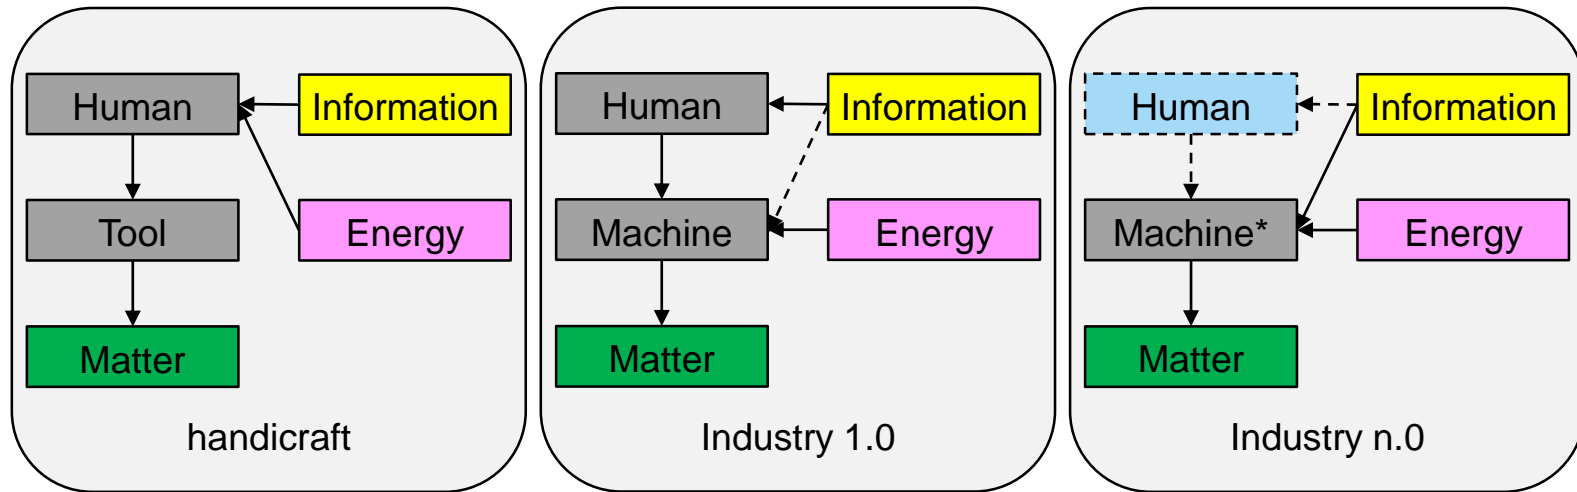 Human
Information
Tool
Energy
Matter
handicraft
Human
Information
Machine
Energy
Matter
Industry 1.0
Human
Information
Machine*
Energy
Matter
Industry n.0